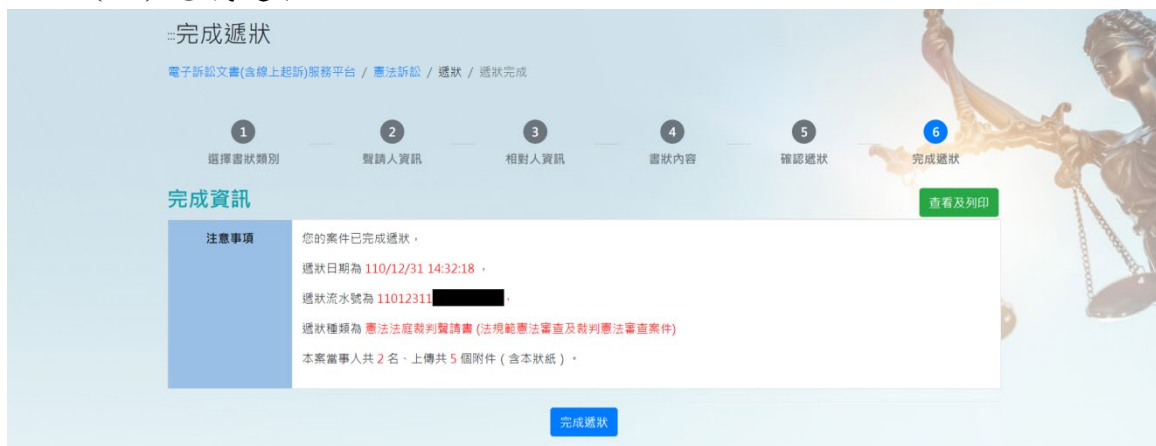 :::完成遞狀
電子訴訟文書(含線上起訴)服務平台 / 憲法訴訟 / 遞狀 / 遞狀完成
1 2 3 4 5 6
選擇書狀類別 聲請人資訊 相對人資訊 書狀內容 確認遞狀 完成遞狀
完成資訊 查看及列印
注意事項 您的案件已完成遞狀，
遞狀日期為 110/12/31 14:32:18 ，
遞狀流水號為 11012311 ，
遞狀種類為 憲法法庭裁判聲請書 (法規範憲法審查及裁判憲法審查案件)
本案當事人共 2 名、上傳共 5 個附件 ( 含本狀紙 ) 。
完成遞狀